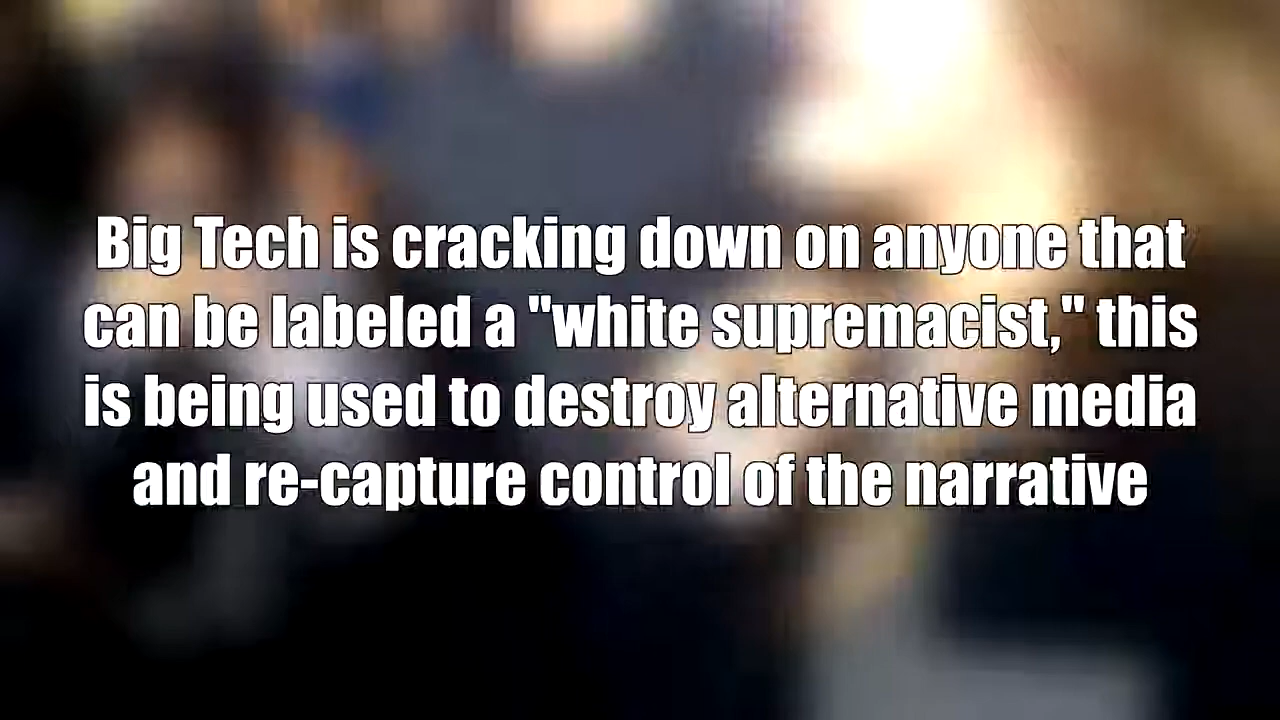 Big Tech is cracking down on anyone that
can be labeled a "white supremacist," this
is being used to destroy alternative media
and re-capture control of the narrative